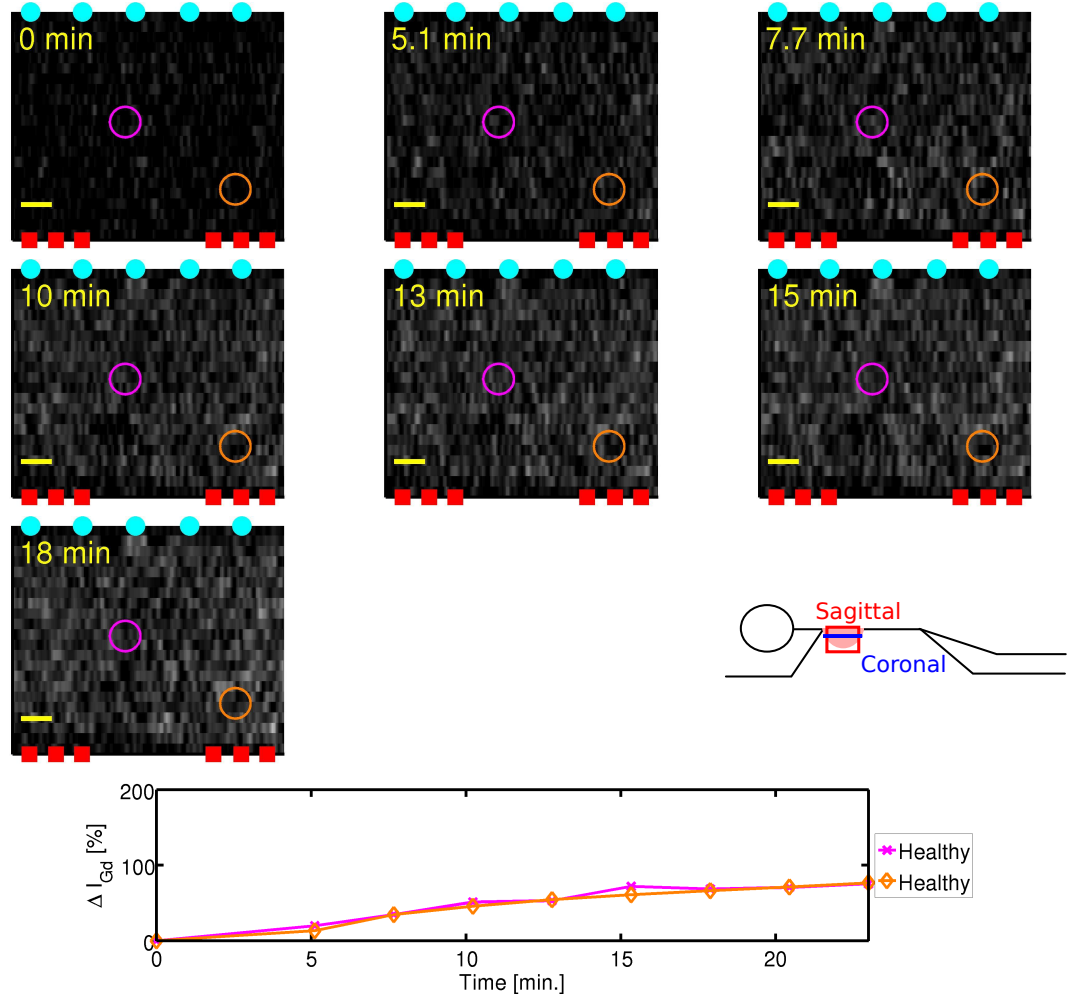 0 min
5.1 min
7.7 min
10 min
13 min
15 min
18 min
Sagittal
Coronal
200
100
0
Δ I_Gd [%]
Healthy
Healthy
0 5 10 15 20
Time [min.]